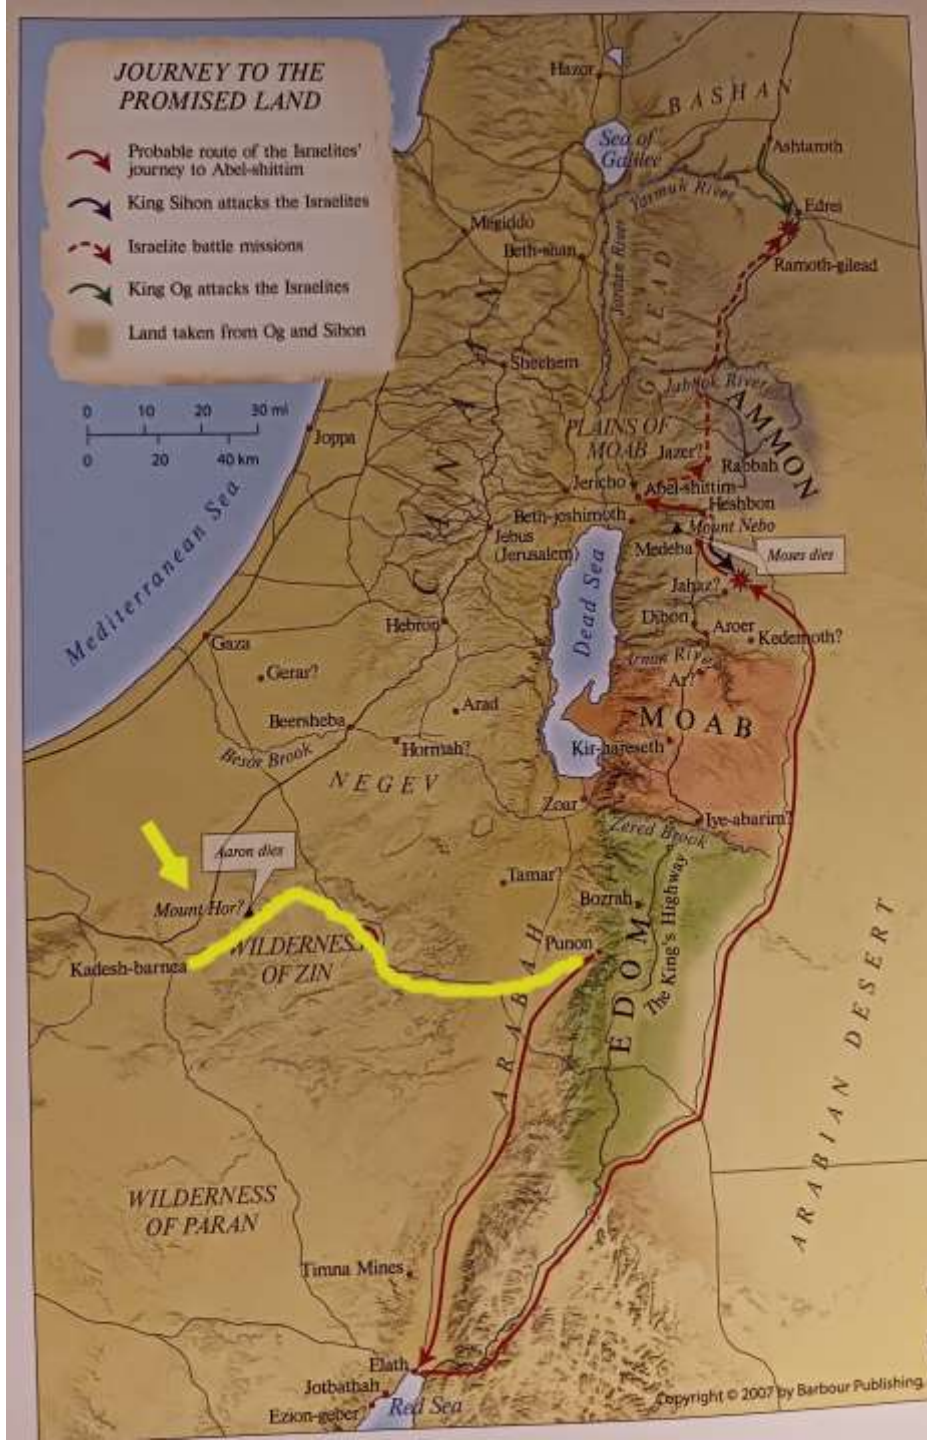 JOURNEY TO THE
PROMISED LAND
Probable route of the Israelites'
journey to Abel-shittim
King Sihon attacks the Israelites
Israelite battle missions
King Og attacks the Israelites
Land taken from Og and Sihon
0 10 20 30 mi
0 20 40 km
Hazor
BASHAN
Sea of
Galilee
Ashtaroth
Yarmuk River
Edrei
Megiddo
Beth-shan
Jordan River
Ramoth-gilead
GILEAD
Shechem
Jabbok River
AMMON
CANAAN
Joppa
PLAINS OF
MOAB
Jazer?
Rabbah
Jericho
Abel-shittim
Heshbon
Beth-jeshimoth
Mount Nebo
Jebus
(Jerusalem)
Medeba
Moses dies
Mediterranean Sea
Dead Sea
Jahaz?
Dibon
Aroer
Hebron
Kedemoth?
Gaza
Arnon River
Gerar?
Ar?
Arad
MOAB
Beersheba
Hormah?
Kir-hareseth
Besor Brook
NEGEV
Zoar
Iye-abarim?
Zered Brook
Aaron dies
Tamar?
Mount Hor?
Bozrah
The King's Highway
WILDERNESS
OF ZIN
Punon
Kadesh-barnea
EDOM
ARABAH
ARABIAN DESERT
WILDERNESS
OF PARAN
Timna Mines
Elath
Jotbathah
Ezion-geber
Red Sea
Copyright © 2007 by Barbour Publishing.